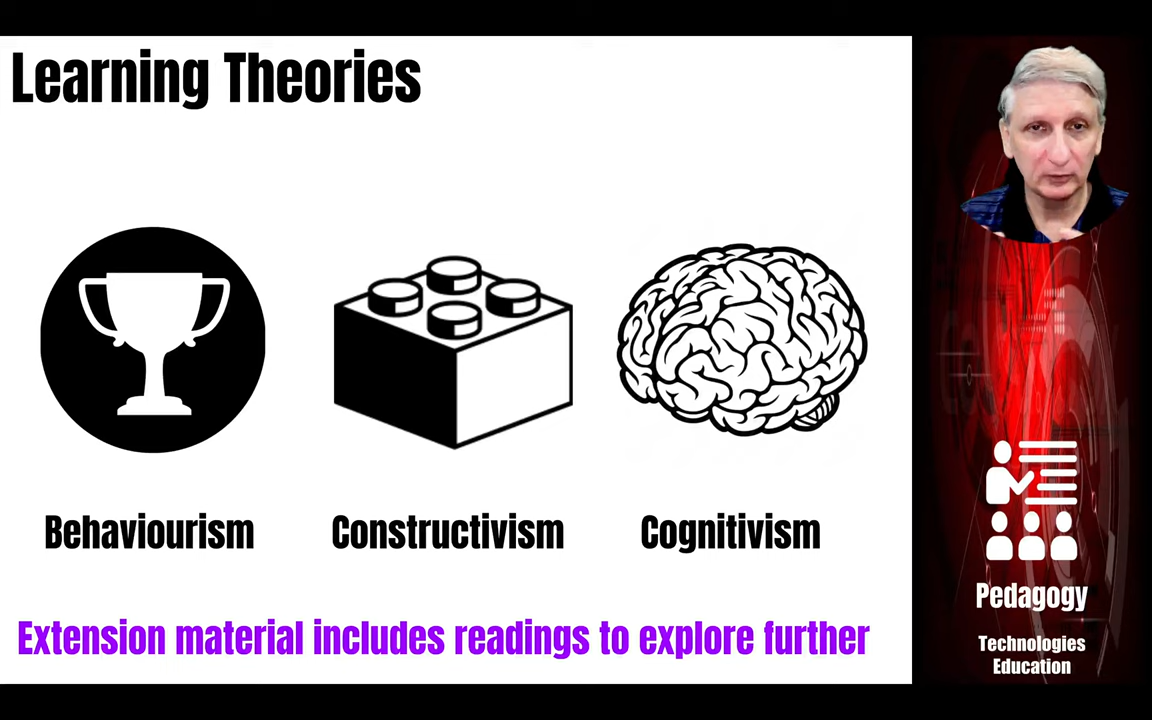 Learning Theories
Behaviourism
Constructivism
Cognitivism
Extension material includes readings to explore further
Pedagogy
Technologies
Education